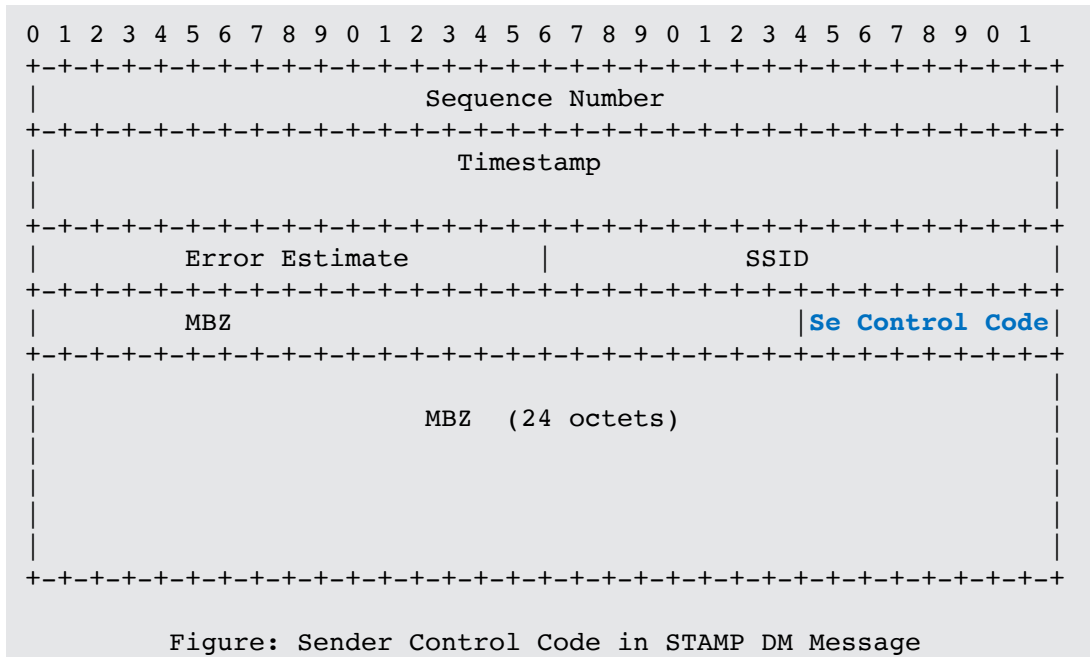 0 1 2 3 4 5 6 7 8 9 0 1 2 3 4 5 6 7 8 9 0 1 2 3 4 5 6 7 8 9 0 1
+-+-+-+-+-+-+-+-+-+-+-+-+-+-+-+-+-+-+-+-+-+-+-+-+-+-+-+-+-+-+-+-+
|                        Sequence Number                        |
+-+-+-+-+-+-+-+-+-+-+-+-+-+-+-+-+-+-+-+-+-+-+-+-+-+-+-+-+-+-+-+-+
|                          Timestamp                            |
|                                                               |
+-+-+-+-+-+-+-+-+-+-+-+-+-+-+-+-+-+-+-+-+-+-+-+-+-+-+-+-+-+-+-+-+
|         Error Estimate        |            SSID               |
+-+-+-+-+-+-+-+-+-+-+-+-+-+-+-+-+-+-+-+-+-+-+-+-+-+-+-+-+-+-+-+-+
|         MBZ                                   |Se Control Code|
+-+-+-+-+-+-+-+-+-+-+-+-+-+-+-+-+-+-+-+-+-+-+-+-+-+-+-+-+-+-+-+-+
|                                                               |
|                        MBZ  (24 octets)                       |
|                                                               |
|                                                               |
|                                                               |
|                                                               |
+-+-+-+-+-+-+-+-+-+-+-+-+-+-+-+-+-+-+-+-+-+-+-+-+-+-+-+-+-+-+-+-+
Figure: Sender Control Code in STAMP DM Message